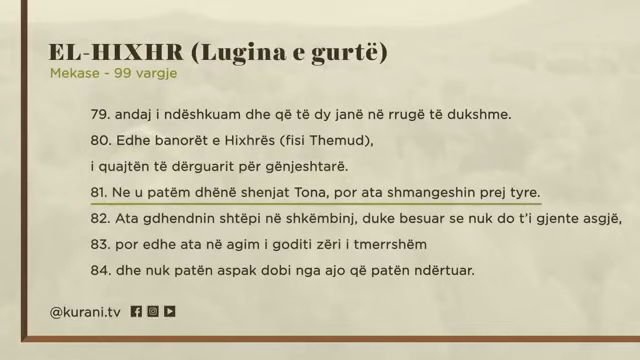 EL-HIXHR (Lugina e gurtë)
Mekase - 99 vargje
79. andaj i ndëshkuam dhe që të dy janë në rrugë të dukshme.
80. Edhe banorët e Hixhrës (fisi Themud),
i quajtën të dërguarit për gënjeshtarë.
81. Ne u patëm dhënë shenjat Tona, por ata shmangeshin prej tyre.
82. Ata gdhendnin shtëpi në shkëmbinj, duke besuar se nuk do t'i gjente asgjë,
83. por edhe ata në agim i goditi zëri i tmerrshëm
84. dhe nuk patën aspak dobi nga ajo që patën ndërtuar.
@kurani.tv